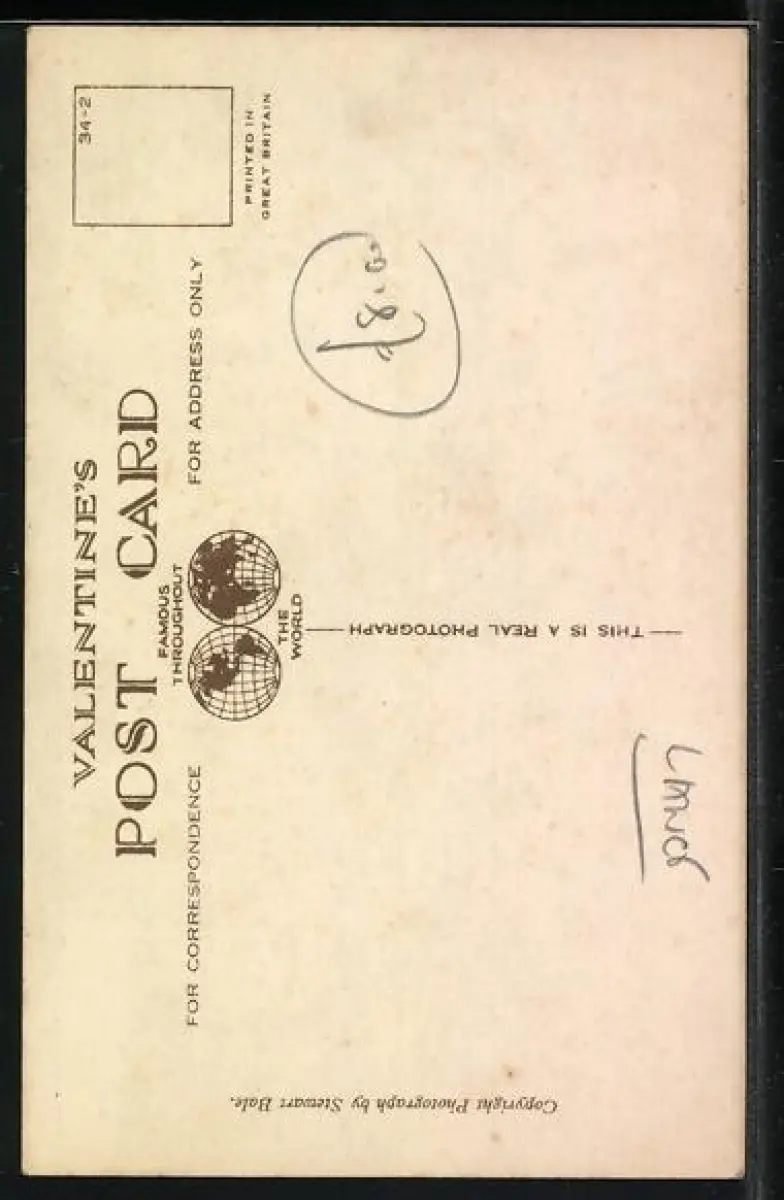 VALENTINE'S
POST CARD
34-2
PRINTED IN
GREAT BRITAIN
FAMOUS
THROUGHOUT
THE
WORLD
FOR CORRESPONDENCE
FOR ADDRESS ONLY
THIS IS A REAL PHOTOGRAPH
Copyright Photograph by Stewart Bale.